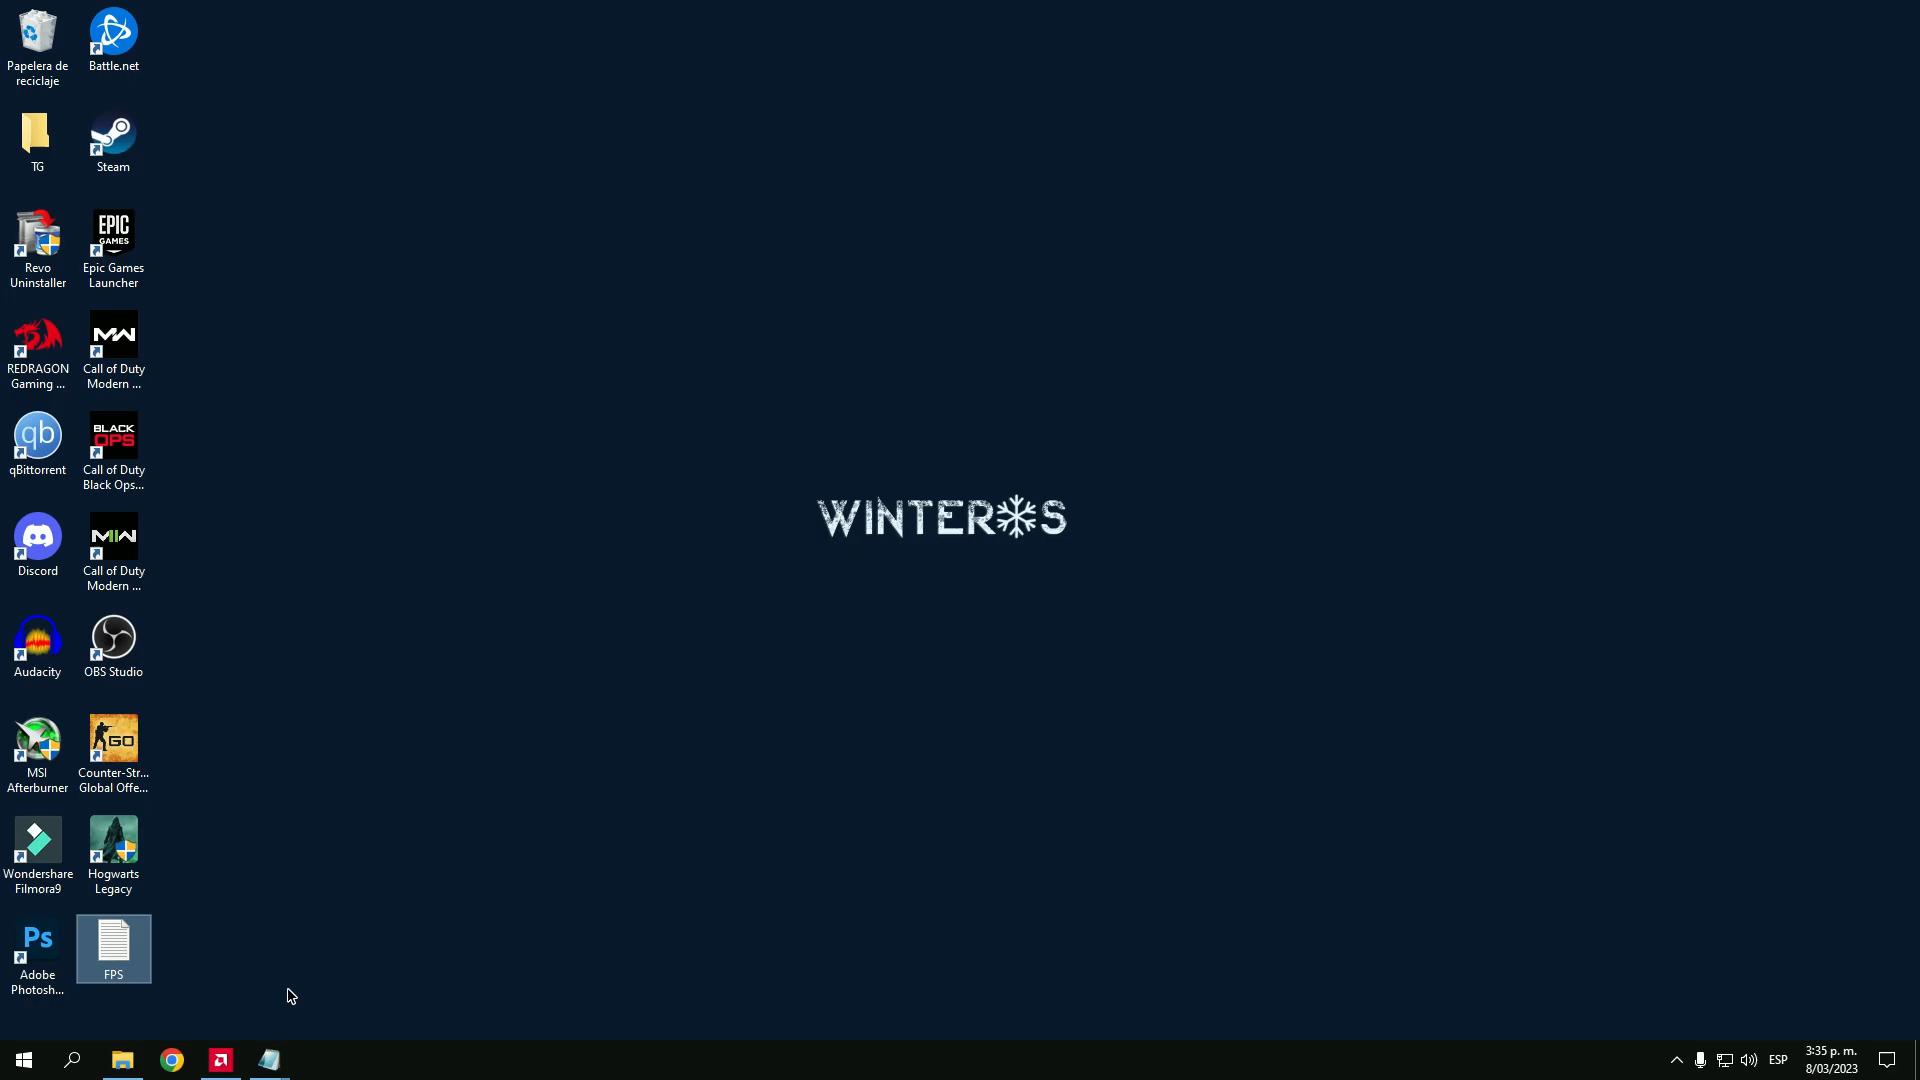 Papelera de
reciclaje
Battle.net
TG
Steam
Revo
Uninstaller
EPIC
GAMES
Epic Games
Launcher
REDRAGON
Gaming ...
MW
Call of Duty
Modern ...
qb
qBittorrent
BLACK
OPS
Call of Duty
Black Ops...
Discord
MIIW
Call of Duty
Modern ...
WINTEROS
Audacity
OBS Studio
MSI
Afterburner
GO
Counter-Str...
Global Offe...
Wondershare
Filmora9
Hogwarts
Legacy
Ps
Adobe
Photosh...
FPS
ESP
3:35 p. m.
8/03/2023